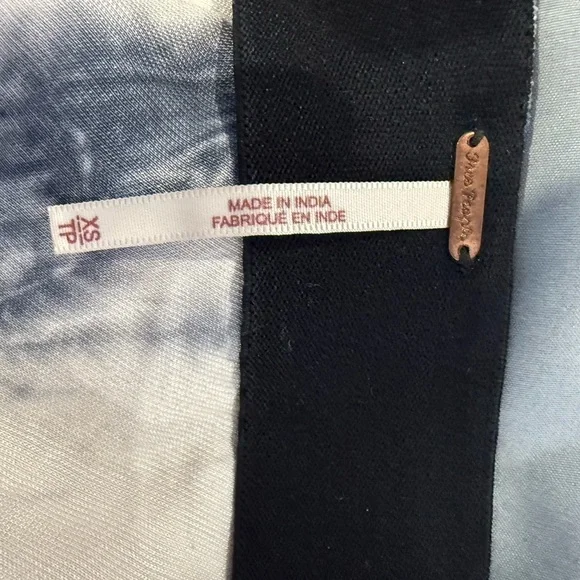 MADE IN INDIA
FABRIQUÉ EN INDE
XS
TP